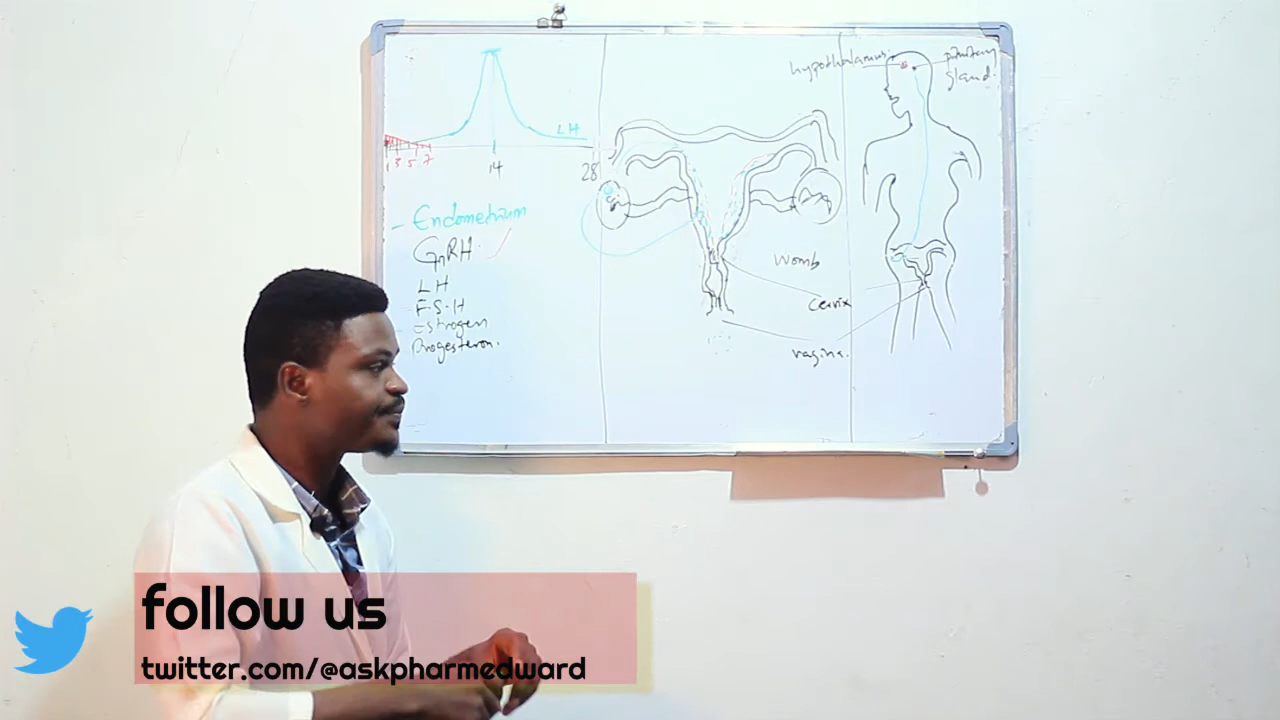 LH
1 3 5 7
14
28
- Endometrium
GnRH
LH
- F.S.H
- Estrogen
Progesteron.
Womb
cervix
vagina.
hypothalamus
pituitary
gland.
follow us
twitter.com/@askpharmedward